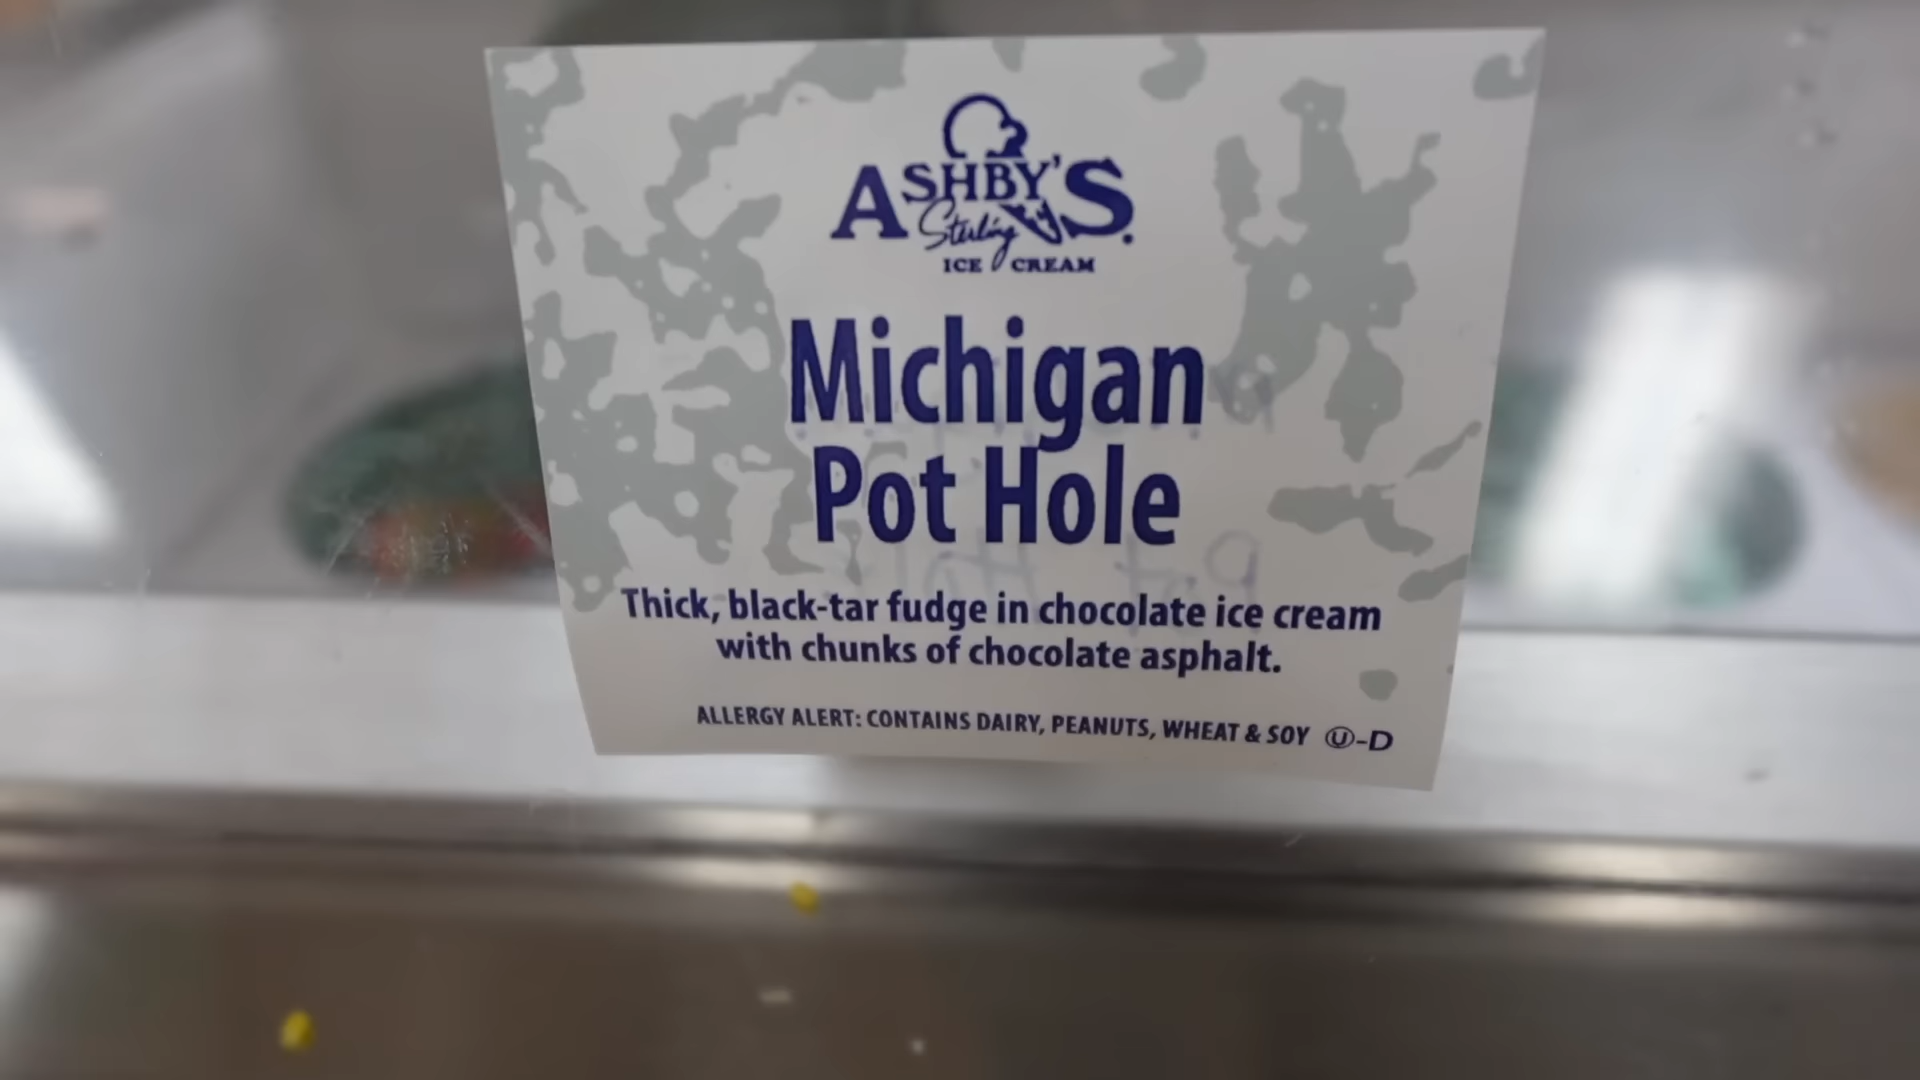 ASHBY'S
Sterling
ICE CREAM
Michigan
Pot Hole
Thick, black-tar fudge in chocolate ice cream
with chunks of chocolate asphalt.
ALLERGY ALERT: CONTAINS DAIRY, PEANUTS, WHEAT & SOY Ⓤ-D